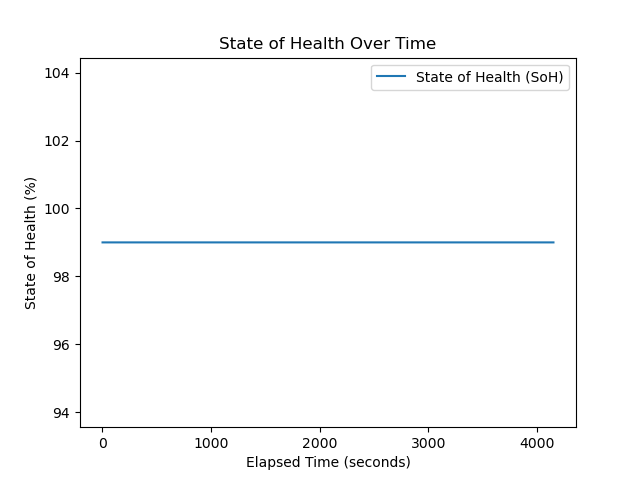 State of Health Over Time
State of Health (SoH)
State of Health (%)
104
102
100
98
96
94
0 1000 2000 3000 4000
Elapsed Time (seconds)